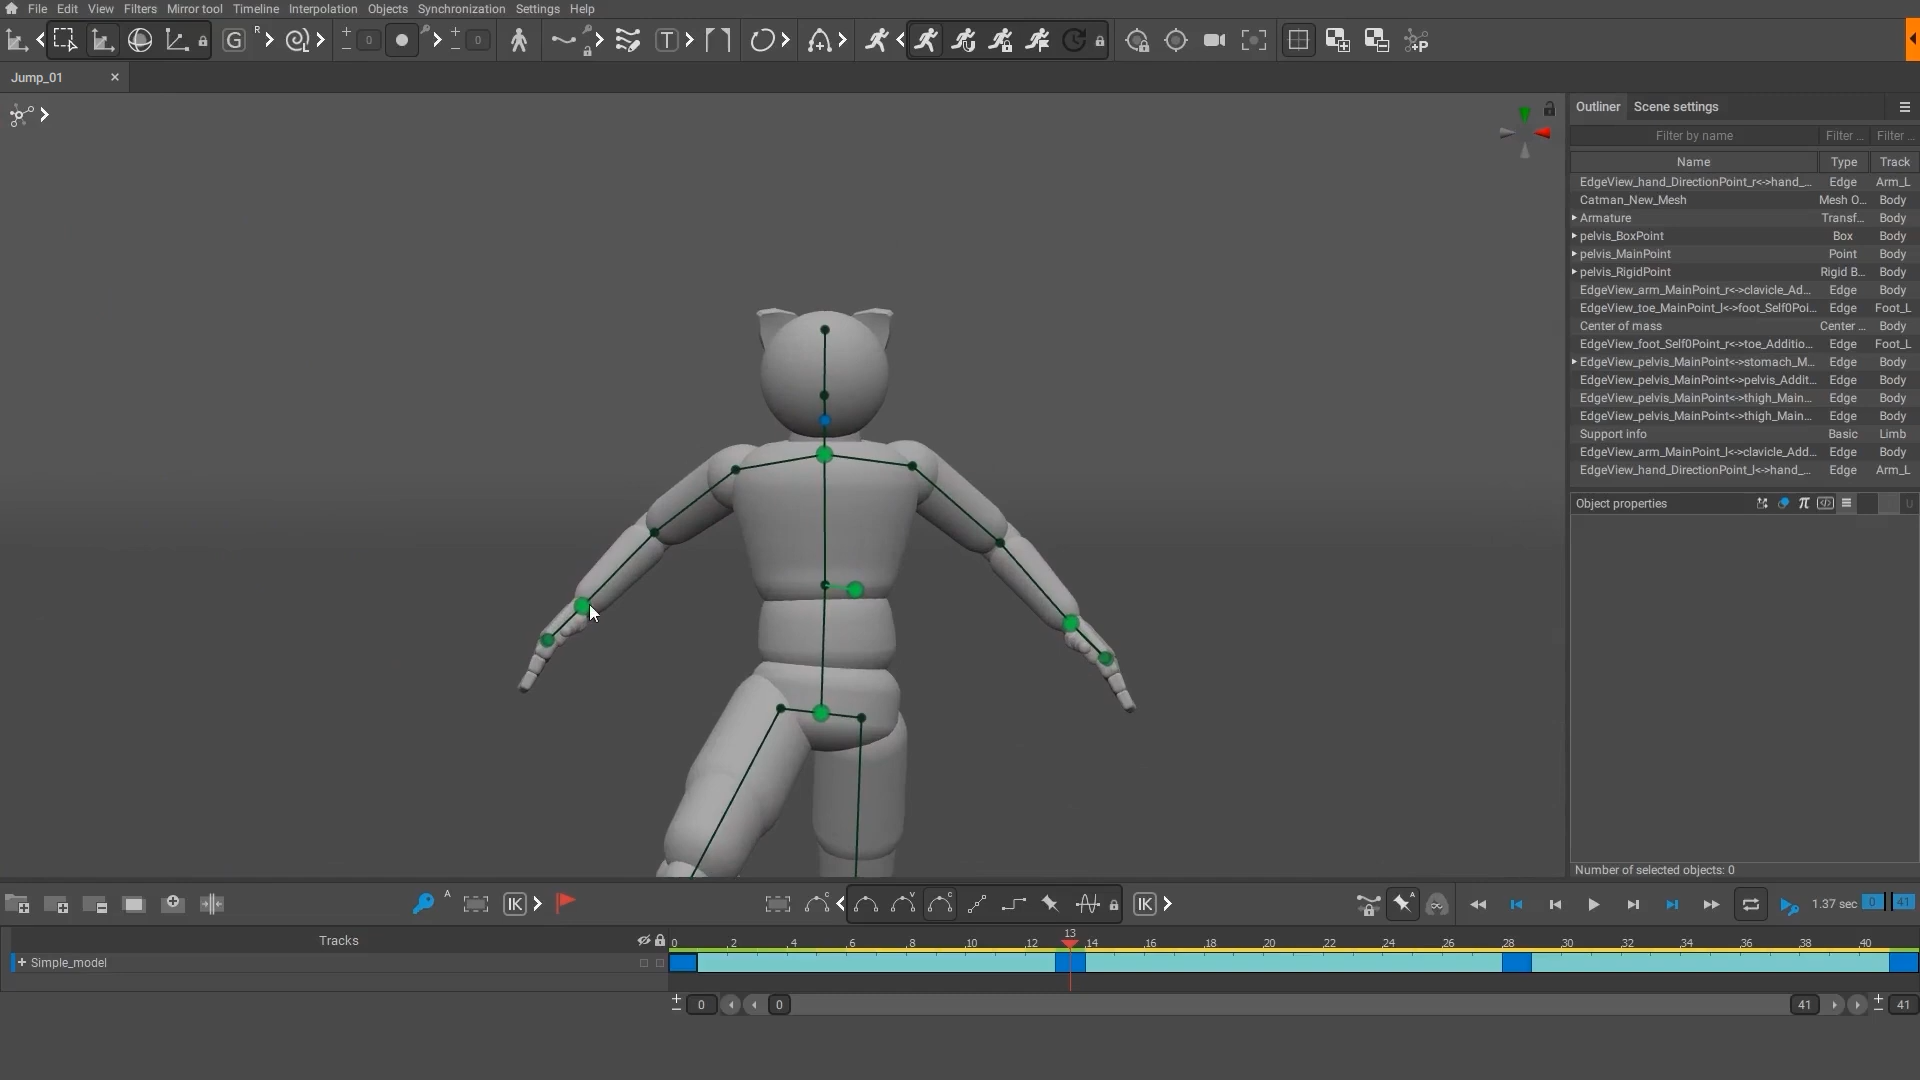 File Edit View Filters Mirror tool Timeline Interpolation Objects Synchronization Settings Help
G R L 0 0 T P
Jump_01
Outliner Scene settings
Filter by name Filter ... Filter ...
Name Type Track
EdgeView_hand_DirectionPoint_r<->hand_... Edge Arm_L
Catman_New_Mesh Mesh O... Body
Armature Transf... Body
pelvis_BoxPoint Box Body
pelvis_MainPoint Point Body
pelvis_RigidPoint Rigid B... Body
EdgeView_arm_MainPoint_r<->clavicle_Ad... Edge Body
EdgeView_toe_MainPoint_l<->foot_Self0Poi... Edge Foot_L
Center of mass Center ... Body
EdgeView_foot_Self0Point_r<->toe_Additio... Edge Foot_L
EdgeView_pelvis_MainPoint<->stomach_M... Edge Body
EdgeView_pelvis_MainPoint<->pelvis_Addit... Edge Body
EdgeView_pelvis_MainPoint<->thigh_Main... Edge Body
EdgeView_pelvis_MainPoint<->thigh_Main... Edge Body
Support info Basic Limb
EdgeView_arm_MainPoint_l<->clavicle_Add... Edge Body
EdgeView_hand_DirectionPoint_l<->hand_... Edge Arm_L
Object properties π
Number of selected objects: 0
A IK C V C IK A 1.37 sec 0 41
Tracks
13
0 2 4 6 8 10 12 14 16 18 20 22 24 26 28 30 32 34 36 38 40
+ Simple_model
0 0 41 41